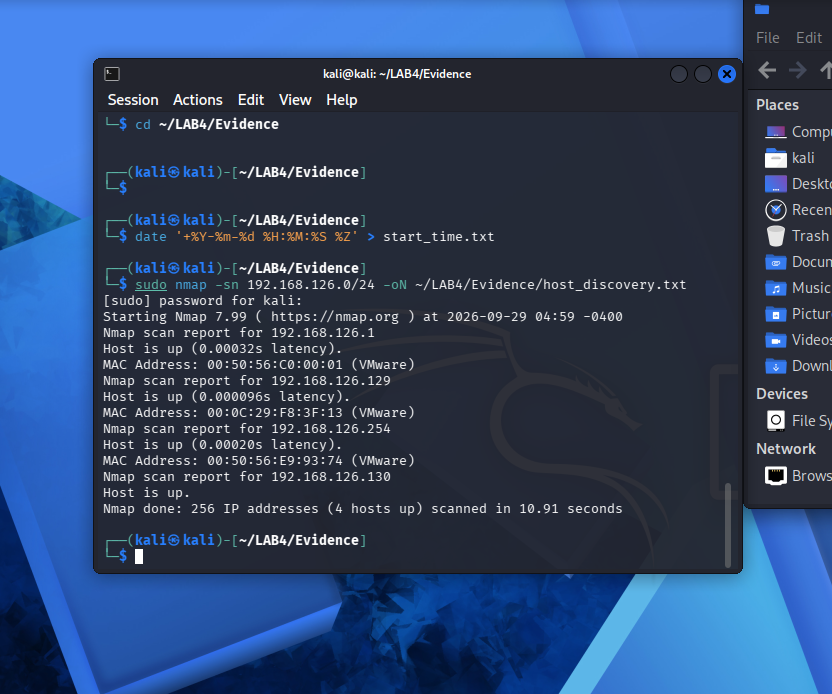 kali@kali: ~/LAB4/Evidence
Session Actions Edit View Help
└─$ cd ~/LAB4/Evidence
┌──(kali㉿kali)-[~/LAB4/Evidence]
└─$
┌──(kali㉿kali)-[~/LAB4/Evidence]
└─$ date '+%Y-%m-%d %H:%M:%S %Z' > start_time.txt
┌──(kali㉿kali)-[~/LAB4/Evidence]
└─$ sudo nmap -sn 192.168.126.0/24 -oN ~/LAB4/Evidence/host_discovery.txt
[sudo] password for kali:
Starting Nmap 7.99 ( https://nmap.org ) at 2026-09-29 04:59 -0400
Nmap scan report for 192.168.126.1
Host is up (0.00032s latency).
MAC Address: 00:50:56:C0:00:01 (VMware)
Nmap scan report for 192.168.126.129
Host is up (0.000096s latency).
MAC Address: 00:0C:29:F8:3F:13 (VMware)
Nmap scan report for 192.168.126.254
Host is up (0.00020s latency).
MAC Address: 00:50:56:E9:93:74 (VMware)
Nmap scan report for 192.168.126.130
Host is up.
Nmap done: 256 IP addresses (4 hosts up) scanned in 10.91 seconds
┌──(kali㉿kali)-[~/LAB4/Evidence]
└─$
File Edit
Places
Compu
kali
Deskto
Recen
Trash
Docum
Music
Pictur
Videos
Downl
Devices
File Sy
Network
Brows